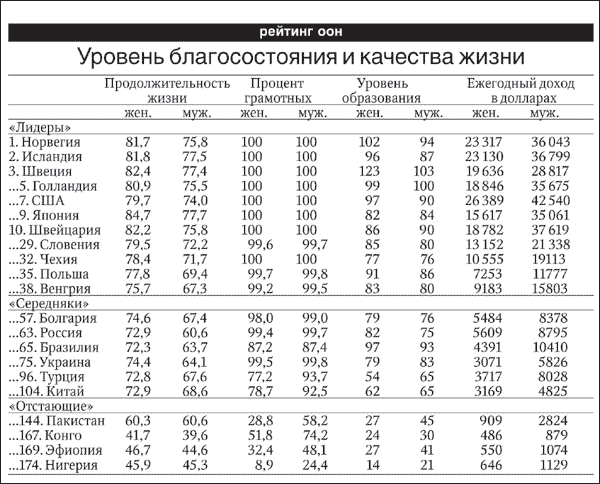 рейтинг оон
Уровень благосостояния и качества жизни
Продолжительность Процент Уровень Ежегодный доход
жизни грамотных образования в долларах
жен. муж. жен. муж. жен. муж. жен. муж.
«Лидеры»
1. Норвегия 81,7 75,8 100 100 102 94 23 317 36 043
2. Исландия 81,8 77,5 100 100 96 87 23 130 36 799
3. Швеция 82,4 77,4 100 100 123 103 19 636 28 817
...5. Голландия 80,9 75,5 100 100 99 100 18 846 35 675
...7. США 79,7 74,0 100 100 97 90 26 389 42 540
...9. Япония 84,7 77,7 100 100 82 84 15 617 35 061
10. Швейцария 82,2 75,8 100 100 86 90 18 782 37 619
...29. Словения 79,5 72,2 99,6 99,7 85 80 13 152 21 338
...32. Чехия 78,4 71,7 100 100 77 76 10 555 19113
...35. Польша 77,8 69,4 99,7 99,8 91 86 7253 11777
...38. Венгрия 75,7 67,3 99,2 99,5 83 80 9183 15803
«Середняки»
...57. Болгария 74,6 67,4 98,0 99,0 79 76 5484 8378
...63. Россия 72,9 60,6 99,4 99,7 82 75 5609 8795
...65. Бразилия 72,3 63,7 87,2 87,4 97 93 4391 10410
...75. Украина 74,4 64,1 99,5 99,8 79 83 3071 5826
...96. Турция 72,8 67,6 77,2 93,7 54 65 3717 8028
...104. Китай 72,9 68,6 78,7 92,5 62 65 3169 4825
«Отстающие»
...144. Пакистан 60,3 60,6 28,8 58,2 27 45 909 2824
...167. Конго 41,7 39,6 51,8 74,2 24 30 486 879
...169. Эфиопия 46,7 44,6 32,4 48,1 27 41 550 1074
...174. Нигерия 45,9 45,3 8,9 24,4 14 21 646 1129